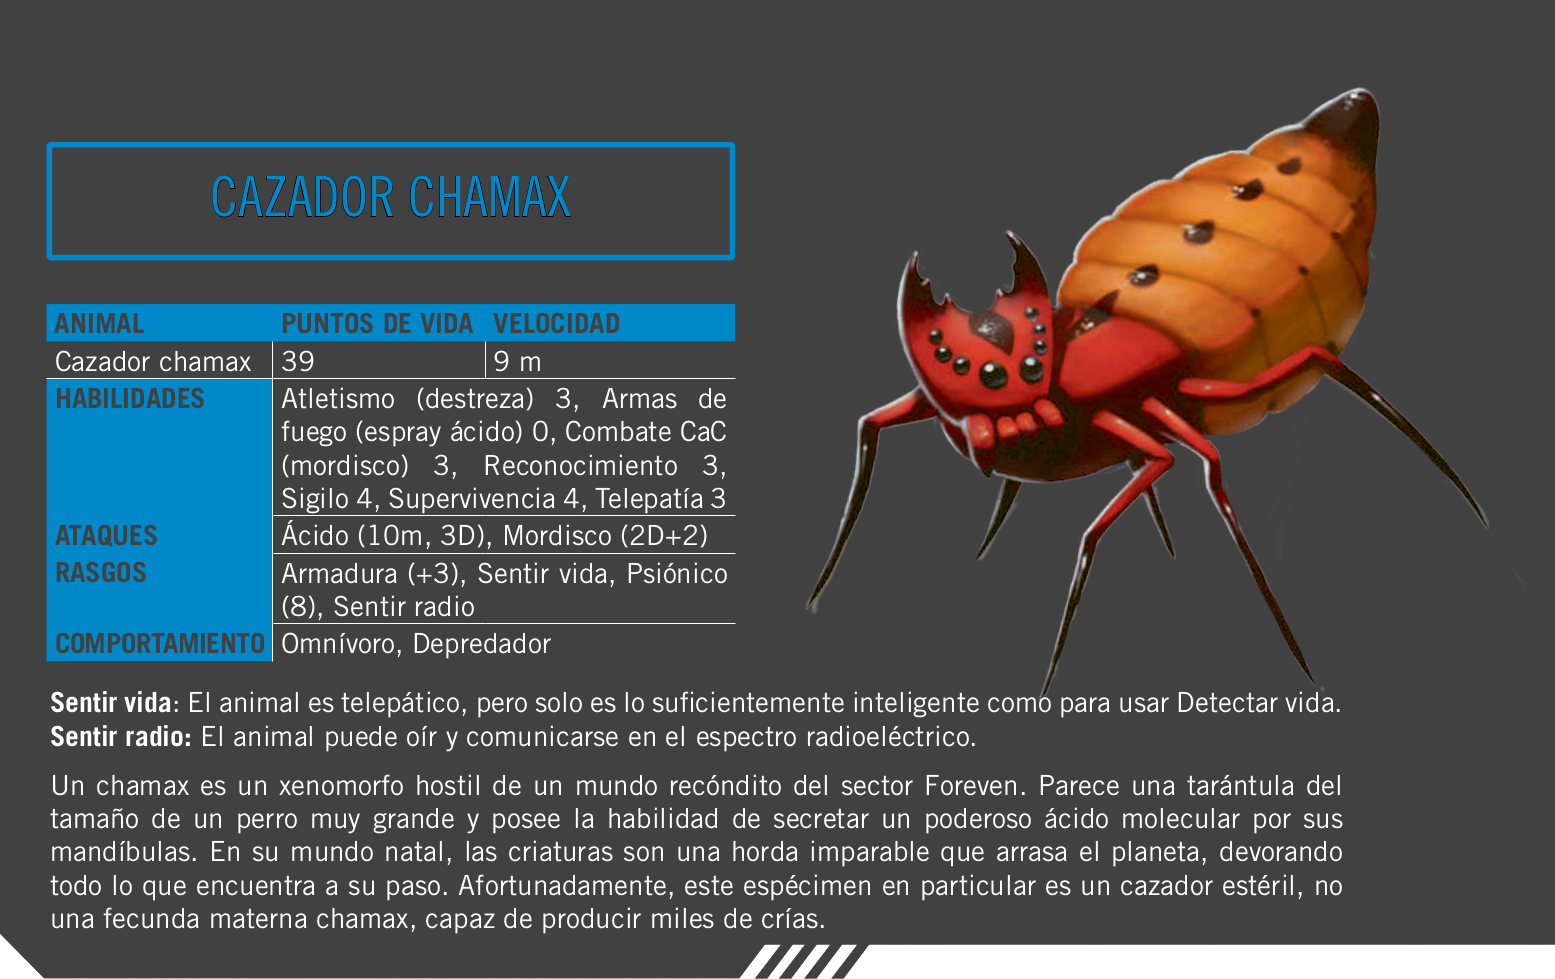 CAZADOR CHAMAX
ANIMAL PUNTOS DE VIDA VELOCIDAD
Cazador chamax 39 9 m
HABILIDADES Atletismo (destreza) 3, Armas de
fuego (espray ácido) 0, Combate CaC
(mordisco) 3, Reconocimiento 3,
Sigilo 4, Supervivencia 4, Telepatía 3
ATAQUES Ácido (10m, 3D), Mordisco (2D+2)
RASGOS Armadura (+3), Sentir vida, Psiónico
(8), Sentir radio
COMPORTAMIENTO Omnívoro, Depredador
Sentir vida: El animal es telepático, pero solo es lo suficientemente inteligente como para usar Detectar vida.
Sentir radio: El animal puede oír y comunicarse en el espectro radioeléctrico.
Un chamax es un xenomorfo hostil de un mundo recóndito del sector Foreven. Parece una tarántula del
tamaño de un perro muy grande y posee la habilidad de secretar un poderoso ácido molecular por sus
mandíbulas. En su mundo natal, las criaturas son una horda imparable que arrasa el planeta, devorando
todo lo que encuentra a su paso. Afortunadamente, este espécimen en particular es un cazador estéril, no
una fecunda materna chamax, capaz de producir miles de crías.